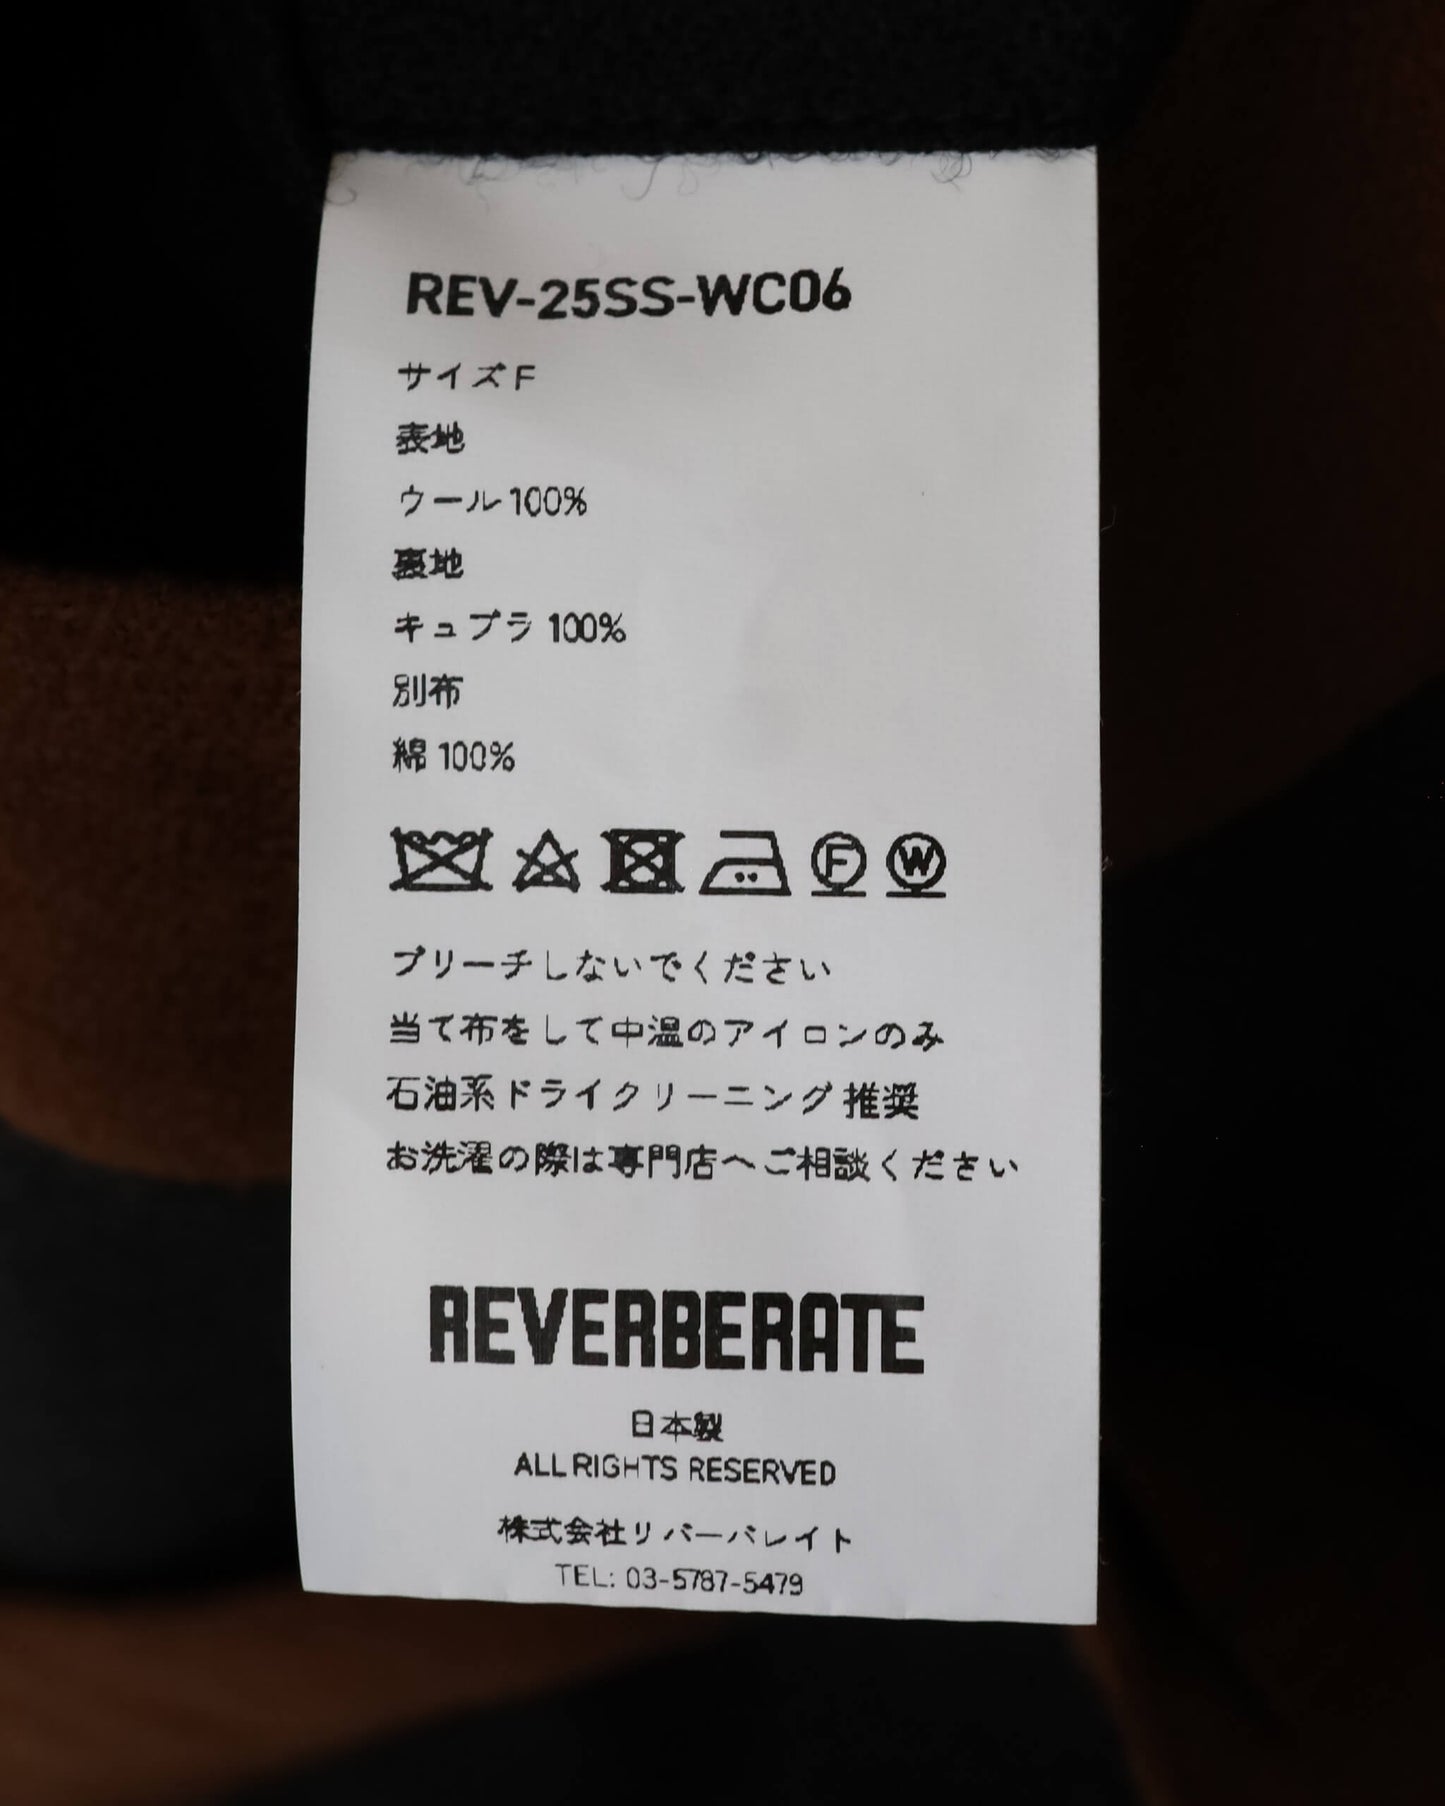 REV-25SS-WC06
サイズ F
表地
ウール 100%
裏地
キュプラ 100%
別布
綿 100%
F W
ブリーチしないでください
当て布をして中温のアイロンのみ
石油系ドライクリーニング推奨
お洗濯の際は専門店へご相談ください
REVERBERATE
日本製
ALL RIGHTS RESERVED
株式会社リバーバレイト
TEL: 03-5787-5479